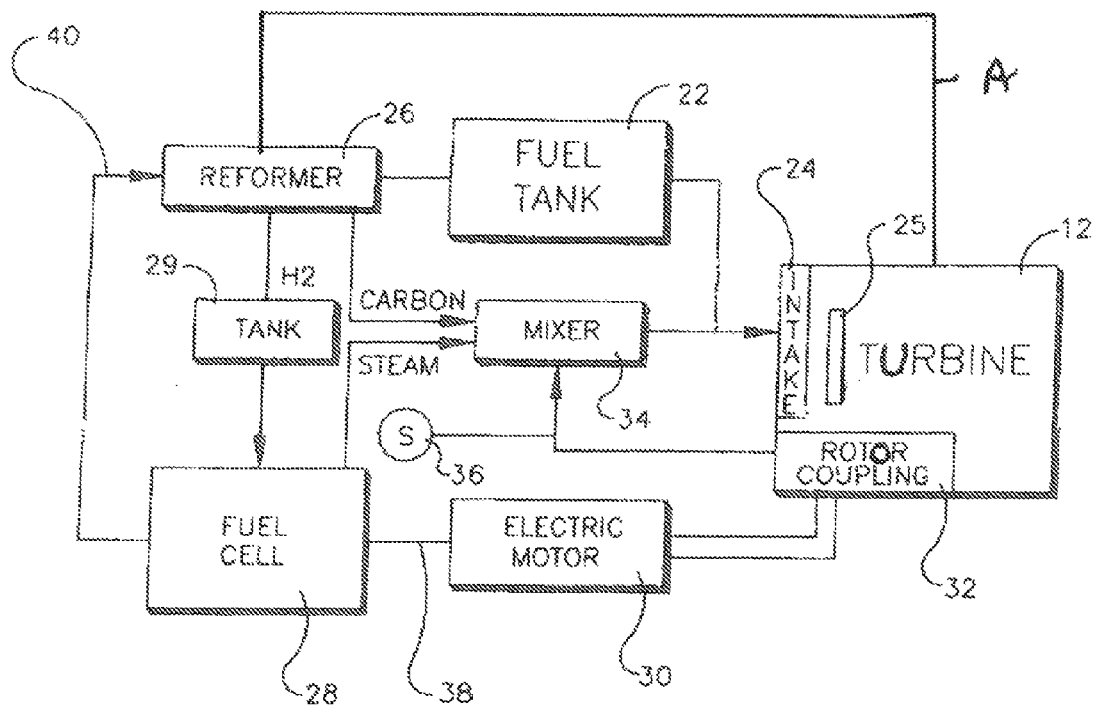 40
A
26
22
REFORMER
FUEL
TANK
24
25
12
29
H2
CARBON
TANK
MIXER
STEAM
INTAKE
TURBINE
S
34
36
ROTOR
COUPLING
FUEL
CELL
ELECTRIC
MOTOR
32
28
38
30